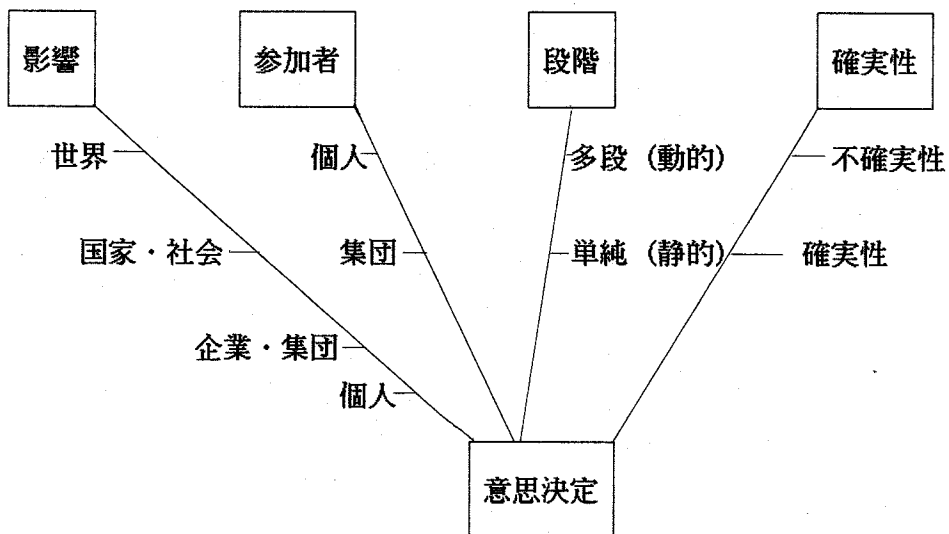 影響 参加者 段階 確実性
世界 個人 多段（動的） 不確実性
国家・社会 集団 単純（静的） 確実性
企業・集団
個人
意思決定